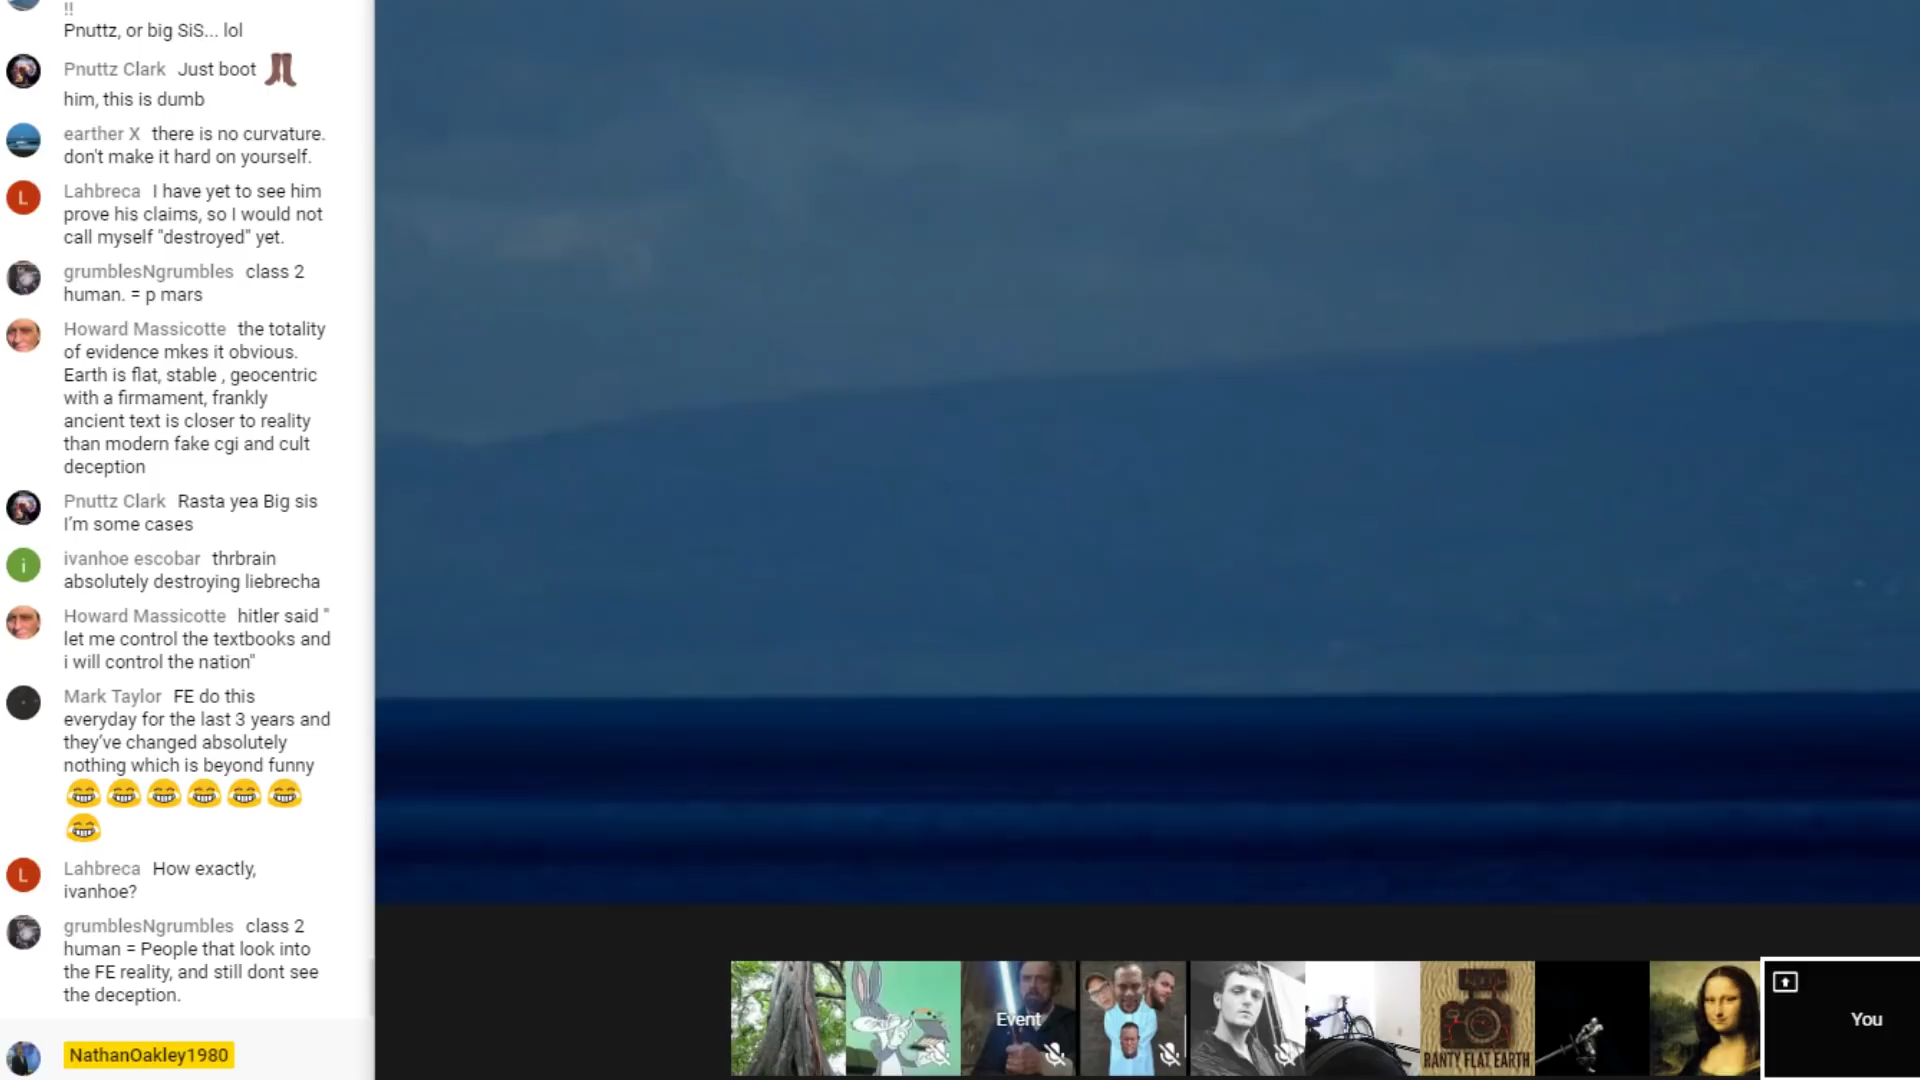 !!
Pnuttz, or big SiS... lol
Pnuttz Clark Just boot
him, this is dumb
earther X there is no curvature.
don't make it hard on yourself.
Lahbreca I have yet to see him
prove his claims, so I would not
call myself "destroyed" yet.
grumblesNgrumbles class 2
human. = p mars
Howard Massicotte the totality
of evidence mkes it obvious.
Earth is flat, stable , geocentric
with a firmament, frankly
ancient text is closer to reality
than modern fake cgi and cult
deception
Pnuttz Clark Rasta yea Big sis
I'm some cases
ivanhoe escobar thrbrain
absolutely destroying liebrecha
Howard Massicotte hitler said "
let me control the textbooks and
i will control the nation"
Mark Taylor FE do this
everyday for the last 3 years and
they've changed absolutely
nothing which is beyond funny
Lahbreca How exactly,
ivanhoe?
grumblesNgrumbles class 2
human = People that look into
the FE reality, and still dont see
the deception.
NathanOakley1980
L
L
i
Event
RANTY FLAT EARTH
You